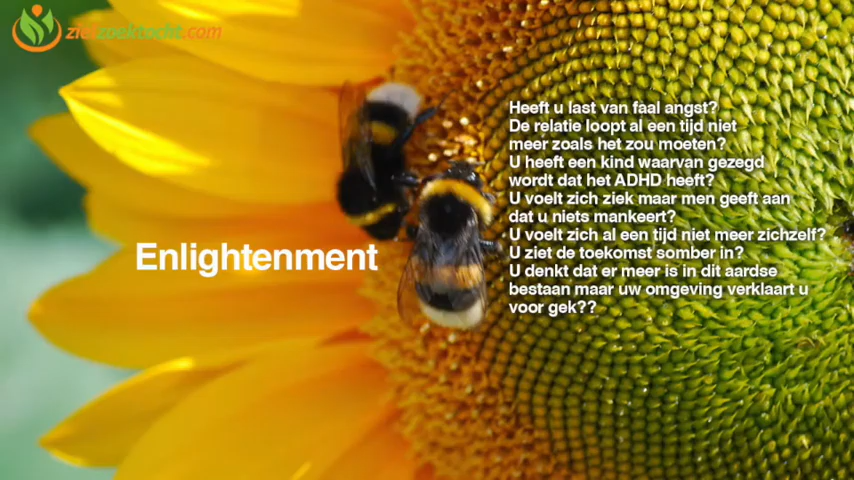 zielzoektocht.com
Heeft u last van faal angst?
De relatie loopt al een tijd niet
meer zoals het zou moeten?
U heeft een kind waarvan gezegd
wordt dat het ADHD heeft?
U voelt zich ziek maar men geeft aan
dat u niets mankeert?
U voelt zich al een tijd niet meer zichzelf?
U ziet de toekomst somber in?
U denkt dat er meer is in dit aardse
bestaan maar uw omgeving verklaart u
voor gek??
Enlightenment